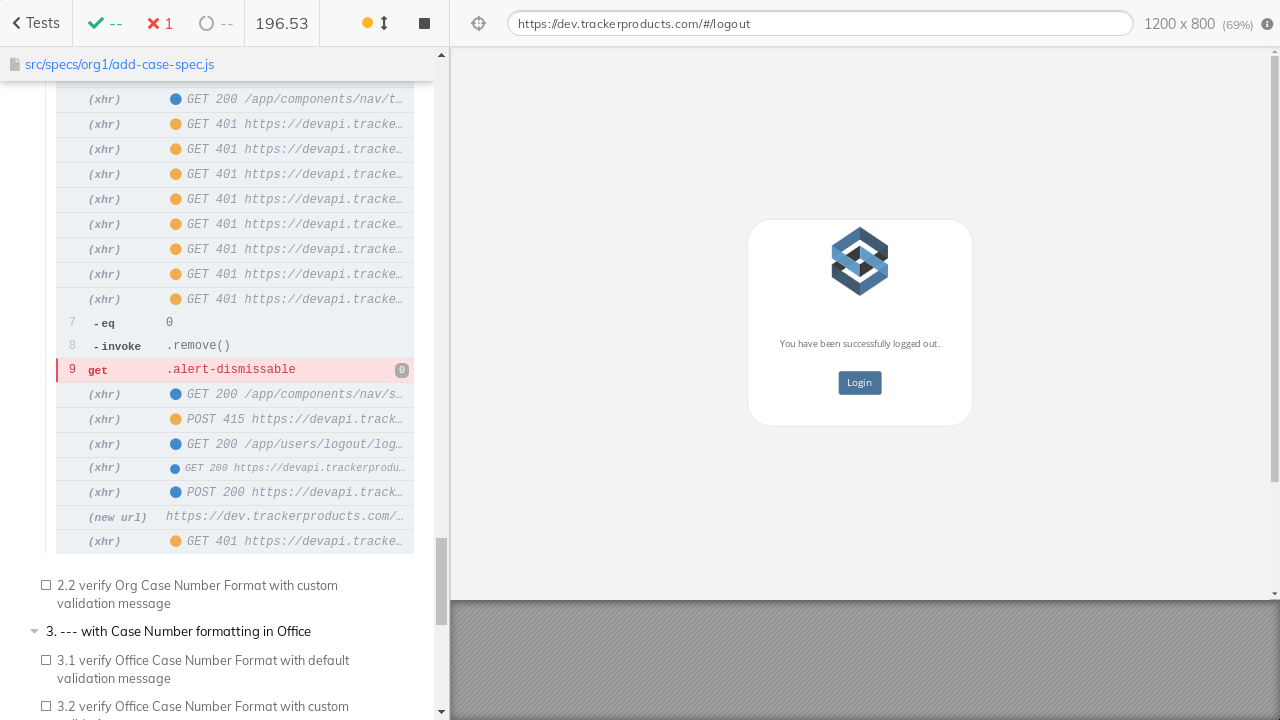 Tests
--
1
--
196.53
https://dev.trackerproducts.com/#/logout
1200 x 800 (69%)
src/specs/org1/add-case-spec.js
(xhr) GET 200 /app/components/nav/t…
(xhr) GET 401 https://devapi.tracke…
(xhr) GET 401 https://devapi.tracke…
(xhr) GET 401 https://devapi.tracke…
(xhr) GET 401 https://devapi.tracke…
(xhr) GET 401 https://devapi.tracke…
(xhr) GET 401 https://devapi.tracke…
(xhr) GET 401 https://devapi.tracke…
(xhr) GET 401 https://devapi.tracke…
7 -eq 0
8 -invoke .remove()
9 get .alert-dismissable 0
(xhr) GET 200 /app/components/nav/s…
(xhr) POST 415 https://devapi.track…
(xhr) GET 200 /app/users/logout/log…
(xhr) GET 200 https://devapi.trackerprodu…
(xhr) POST 200 https://devapi.track…
(new url) https://dev.trackerproducts.com/…
(xhr) GET 401 https://devapi.tracke…
2.2 verify Org Case Number Format with custom
validation message
3. --- with Case Number formatting in Office
3.1 verify Office Case Number Format with default
validation message
3.2 verify Office Case Number Format with custom
You have been successfully logged out.
Login